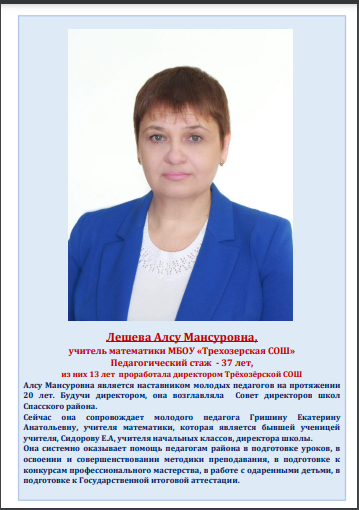 Лешева Алсу Мансуровна,
учитель математики МБОУ «Трехозерская СОШ»
Педагогический стаж - 37 лет,
из них 13 лет проработала директором Трёхозёрской СОШ
Алсу Мансуровна является наставником молодых педагогов на протяжении
20 лет. Будучи директором, она возглавляла Совет директоров школ
Спасского района.
Сейчас она сопровождает молодого педагога Гришину Екатерину
Анатольевну, учителя математики, которая является бывшей ученицей
учителя, Сидорову Е.А, учителя начальных классов, директора школы.
Она системно оказывает помощь педагогам района в подготовке уроков, в
освоении и совершенствовании методики преподавания, в подготовке к
конкурсам профессионального мастерства, в работе с одаренными детьми, в
подготовке к Государственной итоговой аттестации.